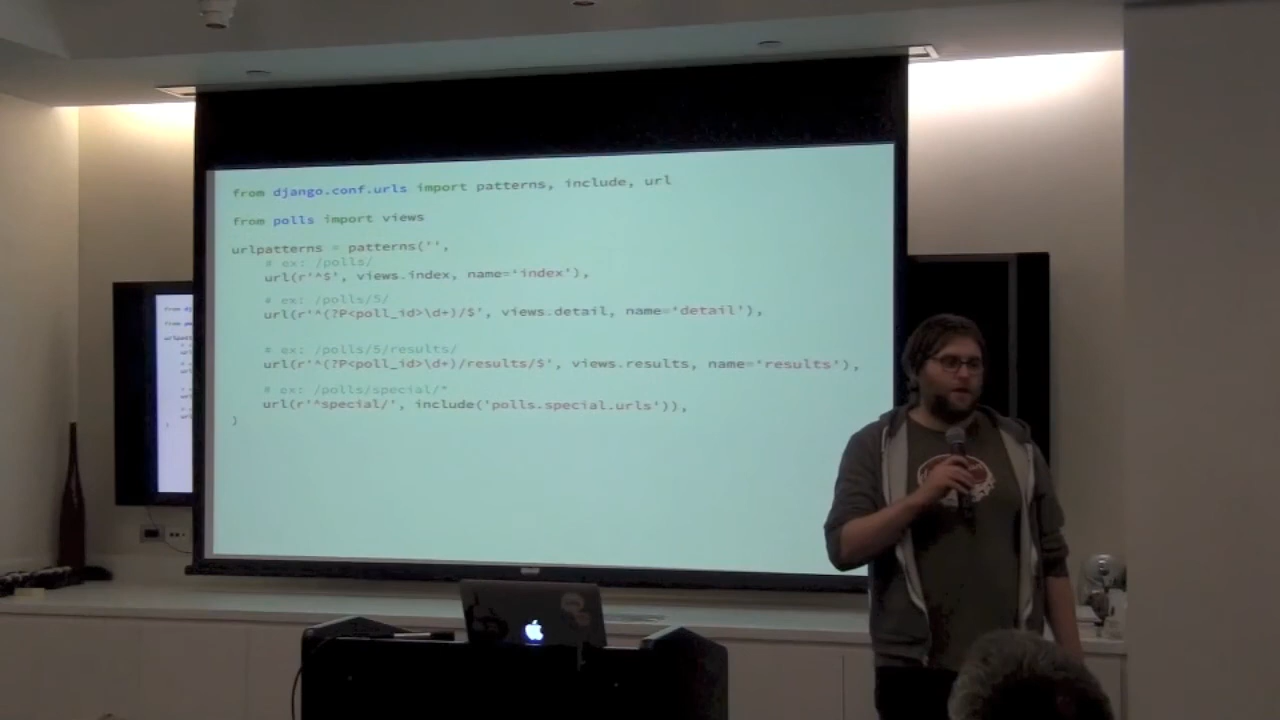 from django.conf.urls import patterns, include, url
from polls import views
urlpatterns = patterns('',
# ex: /polls/
url(r'^$', views.index, name='index'),
# ex: /polls/5/
url(r'^(?P<poll_id>\d+)/$', views.detail, name='detail'),
# ex: /polls/5/results/
url(r'^(?P<poll_id>\d+)/results/$', views.results, name='results'),
# ex: /polls/special/*
url(r'^special/', include('polls.special.urls')),
)